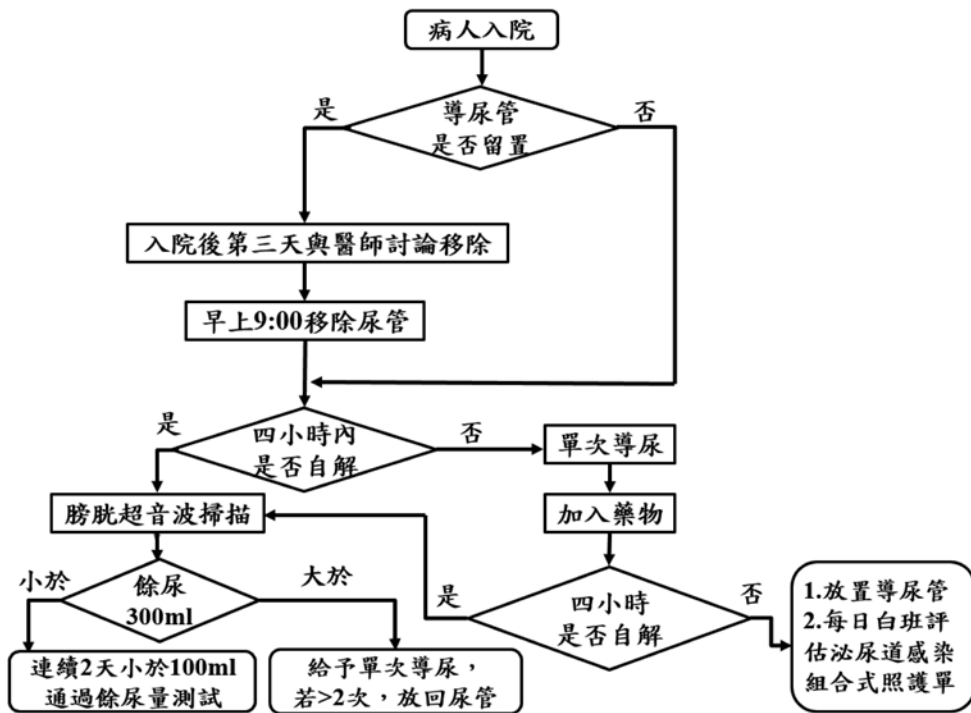 病人入院
是
導尿管
是否留置
否
入院後第三天與醫師討論移除
早上9:00移除尿管
是
四小時內
是否自解
否
單次導尿
膀胱超音波掃描
加入藥物
小於
餘尿
300ml
大於
是
四小時
是否自解
否
1.放置導尿管
2.每日白班評
估泌尿道感染
組合式照護單
連續2天小於100ml
通過餘尿量測試
給予單次導尿，
若>2次，放回尿管